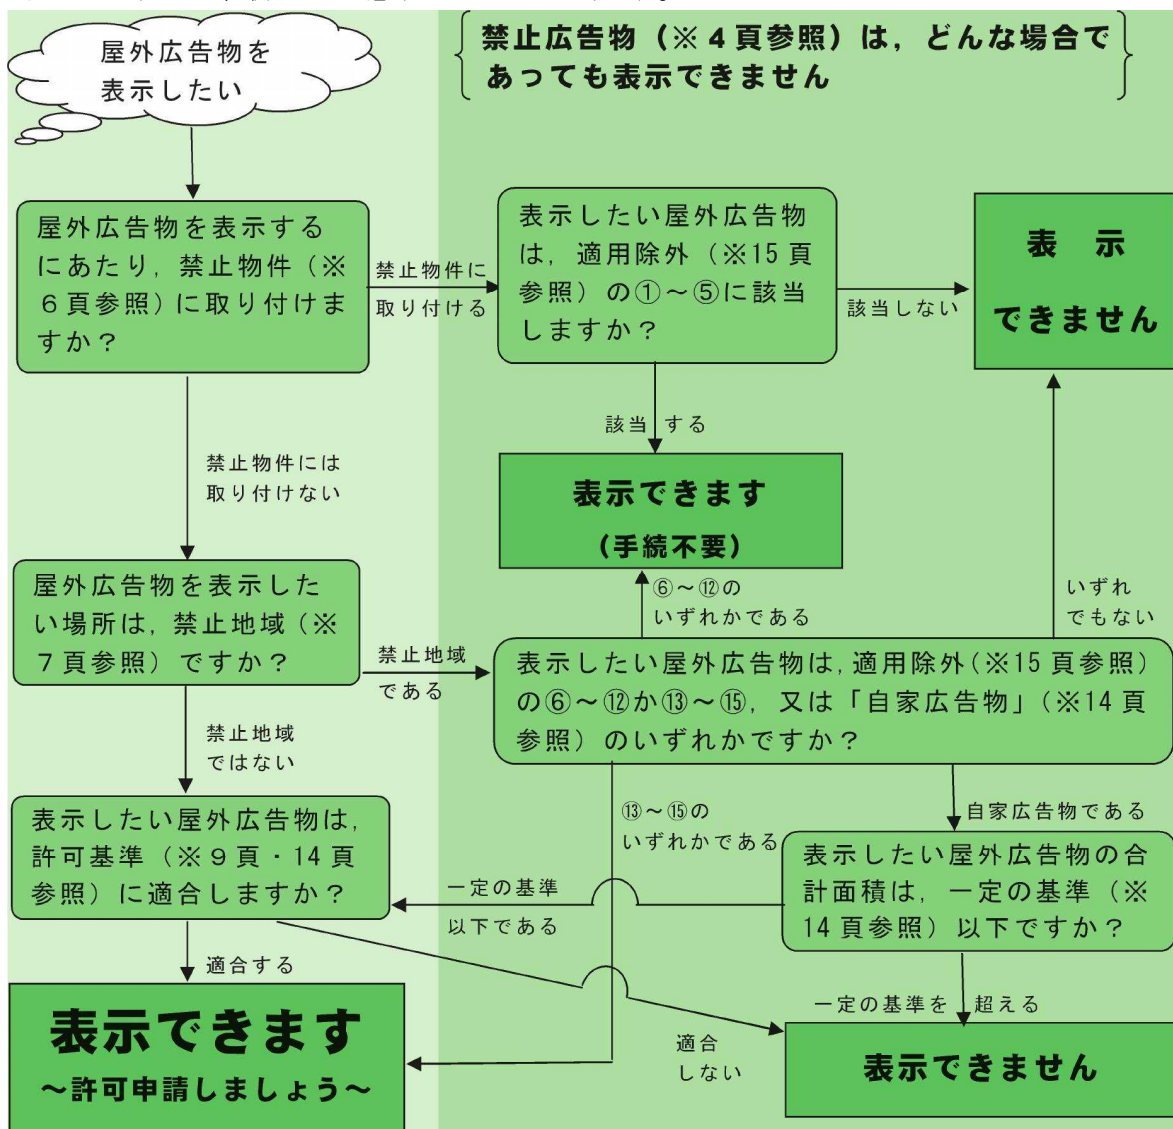 屋外広告物を
表示したい
禁止広告物（※４頁参照）は，どんな場合で
あっても表示できません
屋外広告物を表示する
にあたり，禁止物件（※
６頁参照）に取り付けま
すか？
禁止物件に
取り付ける
表示したい屋外広告物
は，適用除外（※15頁
参照）の①～⑤に該当
しますか？
該当しない
表　示
できません
該当する
禁止物件には
取り付けない
表示できます
（手続不要）
⑥～⑫の
いずれかである
いずれ
でもない
屋外広告物を表示した
い場所は，禁止地域（※
７頁参照）ですか？
禁止地域
である
表示したい屋外広告物は，適用除外（※15頁参照）
の⑥～⑫か⑬～⑮，又は「自家広告物」（※14頁
参照）のいずれかですか？
禁止地域
ではない
⑬～⑮の
いずれかである
自家広告物である
表示したい屋外広告物は，
許可基準（※９頁・14頁
参照）に適合しますか？
一定の基準
以下である
表示したい屋外広告物の合
計面積は，一定の基準（※
14頁参照）以下ですか？
適合する
一定の基準を超える
適合
しない
表示できます
～許可申請しましょう～
表示できません